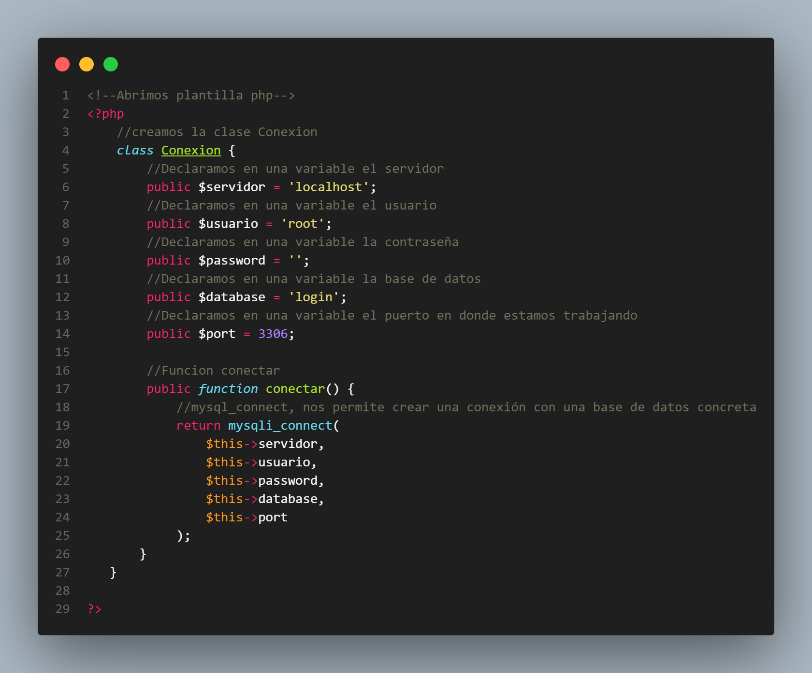 1 <!--Abrimos plantilla php-->
2 <?php
3 //creamos la clase Conexion
4 class Conexion {
5 //Declaramos en una variable el servidor
6 public $servidor = 'localhost';
7 //Declaramos en una variable el usuario
8 public $usuario = 'root';
9 //Declaramos en una variable la contraseña
10 public $password = '';
11 //Declaramos en una variable la base de datos
12 public $database = 'login';
13 //Declaramos en una variable el puerto en donde estamos trabajando
14 public $port = 3306;
15
16 //Funcion conectar
17 public function conectar() {
18 //mysql_connect, nos permite crear una conexión con una base de datos concreta
19 return mysqli_connect(
20 $this->servidor,
21 $this->usuario,
22 $this->password,
23 $this->database,
24 $this->port
25 );
26 }
27 }
28
29 ?>